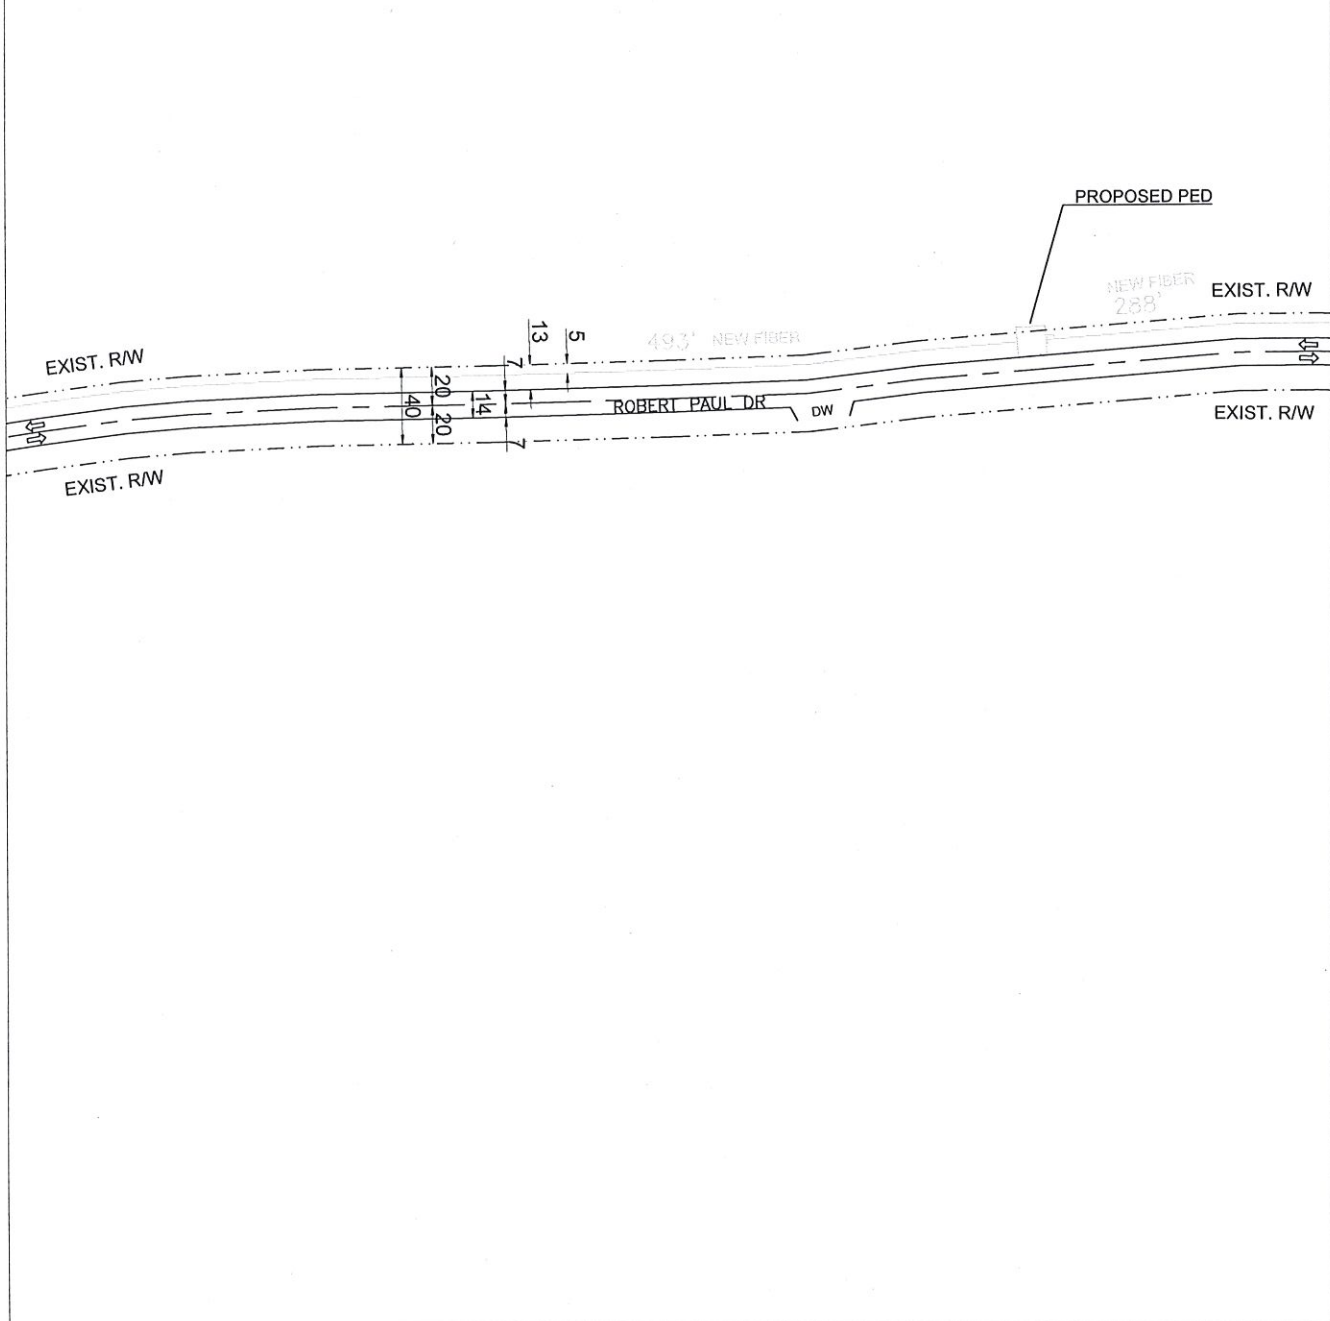 PROPOSED PED
NEW FIBER
288'
EXIST. R/W
13
5
493' NEW FIBER
EXIST. R/W
7
20
40
14
20
7
ROBERT PAUL DR
DW
EXIST. R/W
EXIST. R/W